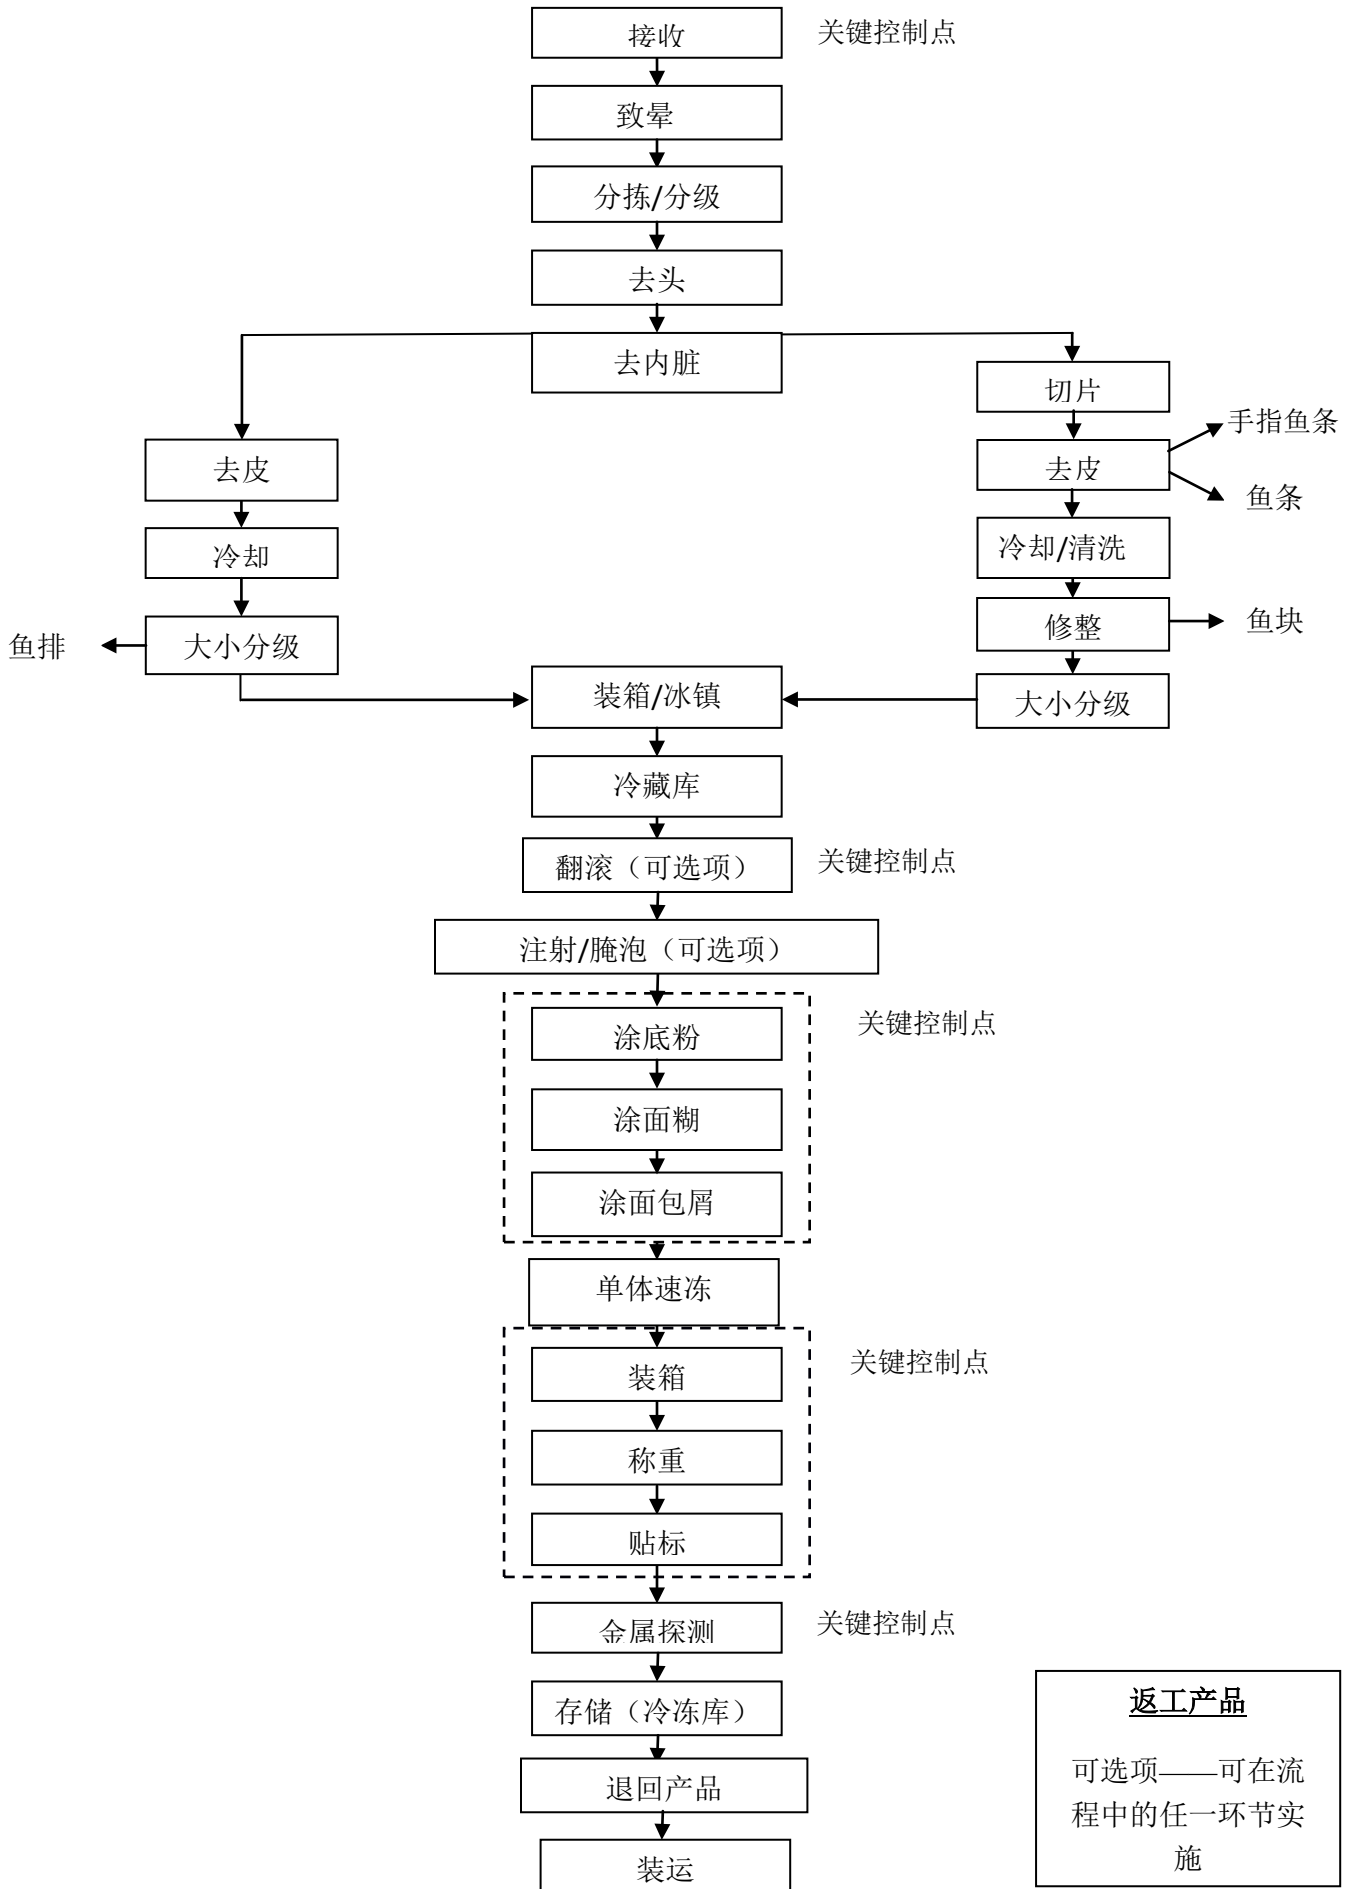 接收
关键控制点
致晕
分拣/分级
去头
去内脏
切片
手指鱼条
去皮
去皮
鱼条
冷却
冷却/清洗
修整
鱼块
鱼排
大小分级
装箱/冰镇
大小分级
冷藏库
翻滚（可选项）
关键控制点
注射/腌泡（可选项）
涂底粉
关键控制点
涂面糊
涂面包屑
单体速冻
装箱
关键控制点
称重
贴标
金属探测
关键控制点
存储（冷冻库）
退回产品
装运
返工产品
可选项——可在流
程中的任一环节实
施